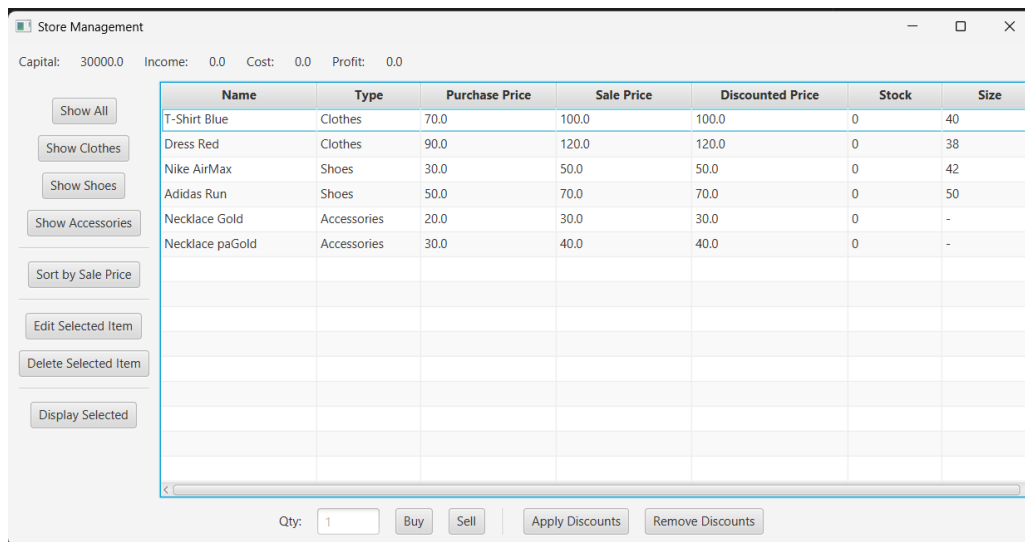 Store Management
Capital: 30000.0 Income: 0.0 Cost: 0.0 Profit: 0.0
Show All
Show Clothes
Show Shoes
Show Accessories
Sort by Sale Price
Edit Selected Item
Delete Selected Item
Display Selected
Name Type Purchase Price Sale Price Discounted Price Stock Size
T-Shirt Blue Clothes 70.0 100.0 100.0 0 40
Dress Red Clothes 90.0 120.0 120.0 0 38
Nike AirMax Shoes 30.0 50.0 50.0 0 42
Adidas Run Shoes 50.0 70.0 70.0 0 50
Necklace Gold Accessories 20.0 30.0 30.0 0 -
Necklace paGold Accessories 30.0 40.0 40.0 0 -
Qty: 1 Buy Sell Apply Discounts Remove Discounts